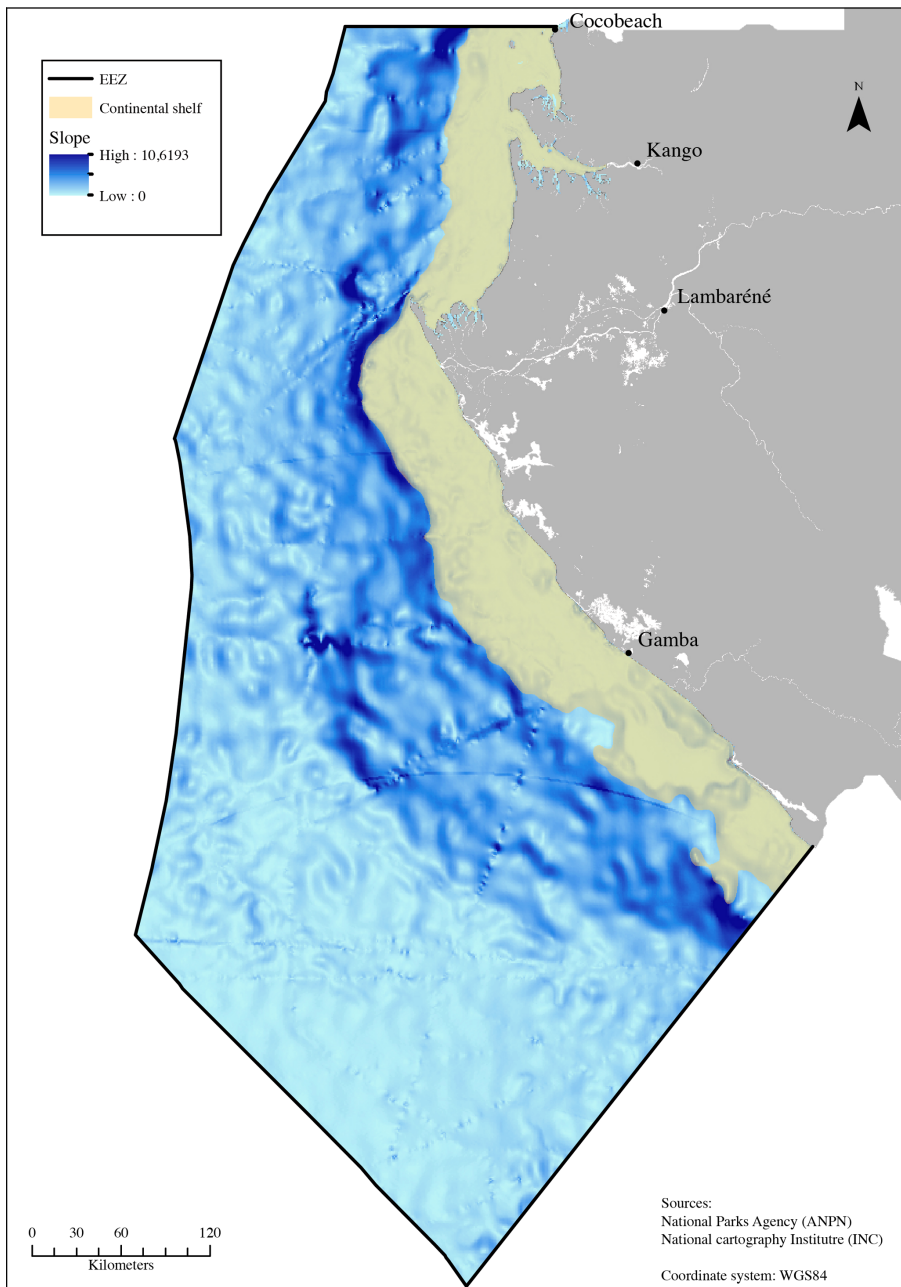 Cocobeach
EEZ
Continental shelf
Slope
High : 10,6193
Low : 0
N
Kango
Lambaréné
Gamba
0 30 60 120
Kilometers
Sources:
National Parks Agency (ANPN)
National cartography Institutre (INC)
Coordinate system: WGS84